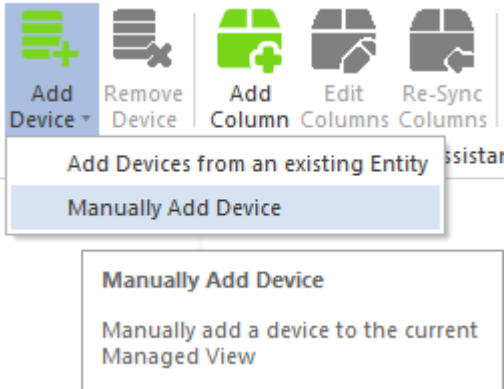 Add Remove Add Edit Re-Sync
Device Device Column Columns Columns
Add Devices from an existing Entity
Manually Add Device
Manually Add Device
Manually add a device to the current
Managed View